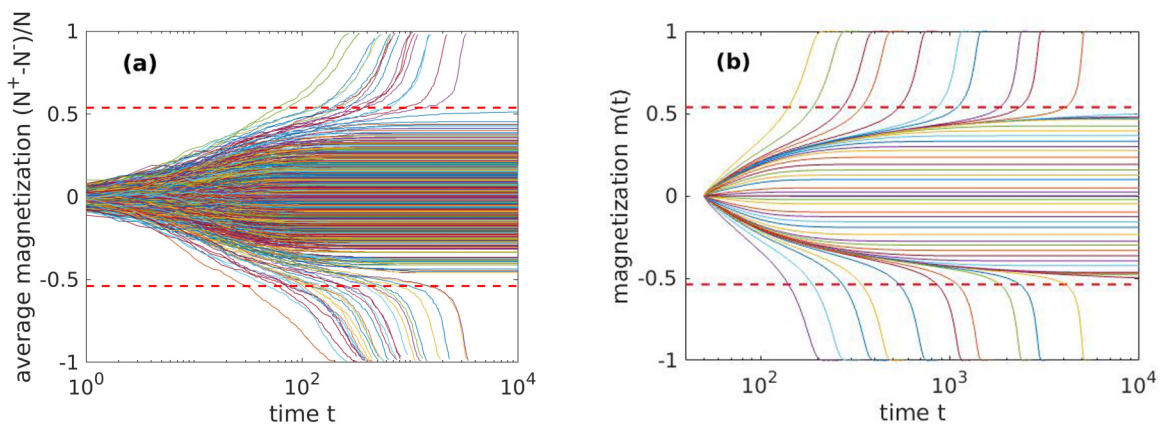 (a)
average magnetization (N⁺-N⁻)/N
1
0.5
0
-0.5
-1
10⁰
10²
10⁴
time t
(b)
magnetization m(t)
1
0.5
0
-0.5
-1
10²
10³
10⁴
time t